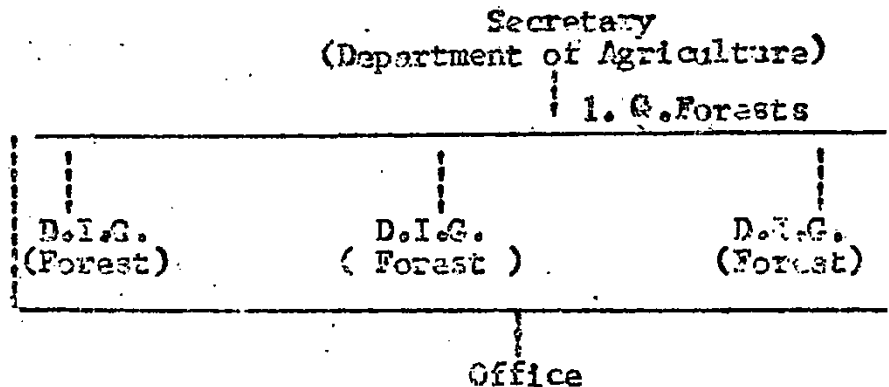 Secretary
(Department of Agriculture)
I. G. Forests
D.I.G. D.I.G. D.I.G.
(Forest) ( Forest ) (Forest)
Office